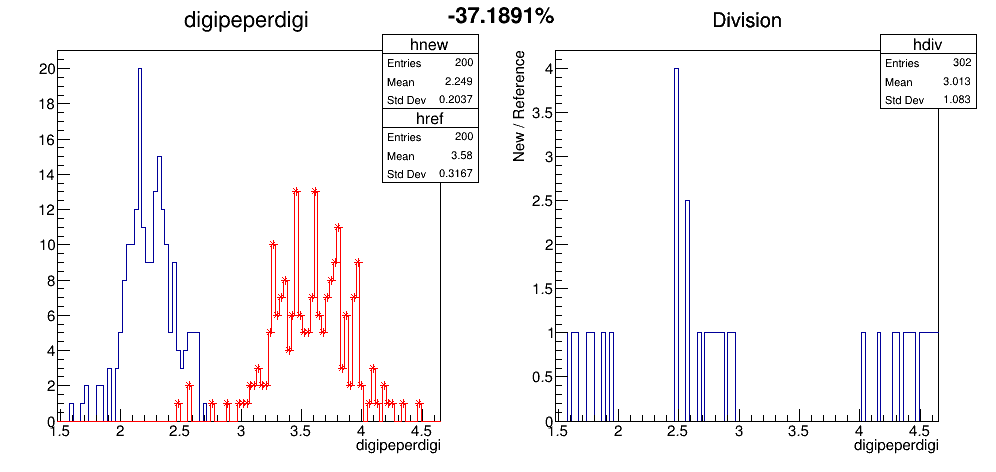 -37.1891%
digipeperdigi
hnew
Entries 200
Mean 2.249
Std Dev 0.2037
href
Entries 200
Mean 3.58
Std Dev 0.3167
20
18
16
14
12
10
8
6
4
2
0
1.5 2 2.5 3 3.5 4 4.5
digipeperdigi
Division
hdiv
Entries 302
Mean 3.013
Std Dev 1.083
New / Reference
4
3.5
3
2.5
2
1.5
1
0.5
0
1.5 2 2.5 3 3.5 4 4.5
digipeperdigi